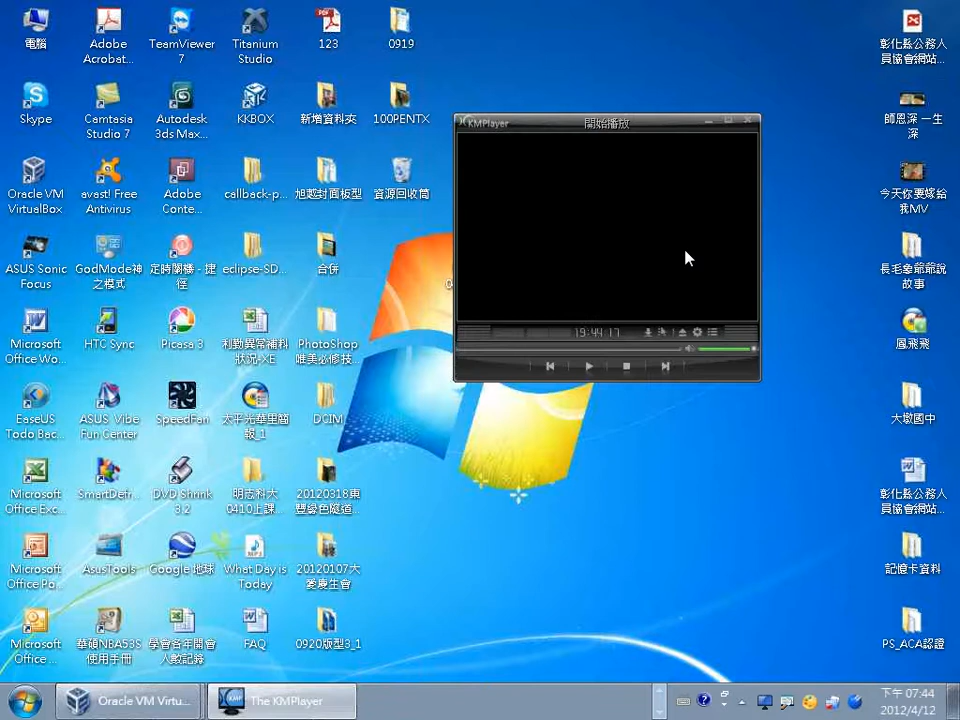 電腦
Adobe
Acrobat...
TeamViewer
7
Titanium
Studio
123
0919
彰化縣公務人
員協會網站...
Skype
Camtasia
Studio 7
Autodesk
3ds Max...
KKBOX
新增資料夾
100PENTX
師恩深 一生
深
Oracle VM
VirtualBox
avast! Free
Antivirus
Adobe
Conte...
callback-p...
旭越封面板型
資源回收筒
今天你要嫁給
我MV
ASUS Sonic
Focus
GodMode神
之模式
定時關機 - 捷
徑
eclipse-SD...
合併
長毛象爺爺說
故事
Microsoft
Office Wo...
HTC Sync
Picasa 3
利勤異常補料
狀況-XE
PhotoShop
唯美必修技...
鳳飛飛
EaseUS
Todo Bac...
ASUS Vibe
Fun Center
SpeedFan
太平光華里簡
報_1
DCIM
大墩國中
Microsoft
Office Exc...
SmartDefr...
DVD Shrink
3.2
明志科大
0410上課...
20120318東
豐綠色隧道...
彰化縣公務人
員協會網站...
Microsoft
Office Po...
AsusTools
Google 地球
What Day is
Today
20120107大
愛農生會
記憶卡資料
Microsoft
Office ...
華碩NBA53S
使用手冊
學會各年開會
人數記錄
FAQ
0920版型3_1
PS_ACA認證
KMPlayer
開始播放
19:44:17
Oracle VM Virtu...
KMP
The KMPlayer
下午 07:44
2012/4/12